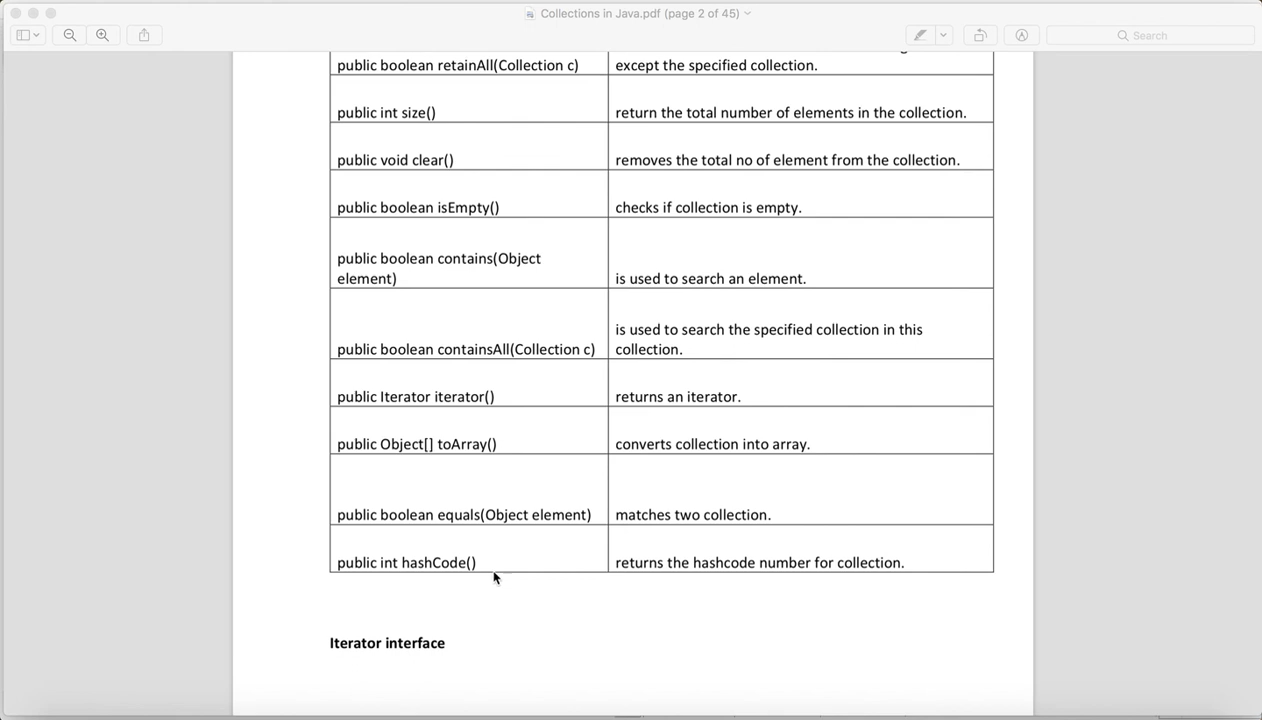 Collections in Java.pdf (page 2 of 45)
Search
public boolean retainAll(Collection c)
except the specified collection.
public int size()
return the total number of elements in the collection.
public void clear()
removes the total no of element from the collection.
public boolean isEmpty()
checks if collection is empty.
public boolean contains(Object
element)
is used to search an element.
public boolean containsAll(Collection c)
is used to search the specified collection in this
collection.
public Iterator iterator()
returns an iterator.
public Object[] toArray()
converts collection into array.
public boolean equals(Object element)
matches two collection.
public int hashCode()
returns the hashcode number for collection.
Iterator interface